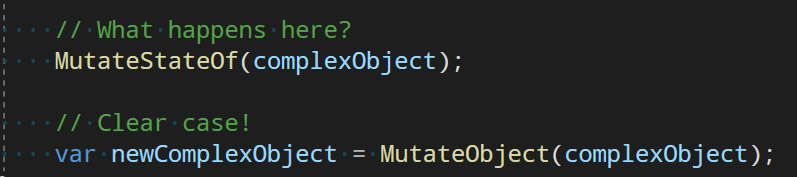 // What happens here?
MutateStateOf(complexObject);
// Clear case!
var newComplexObject = MutateObject(complexObject);